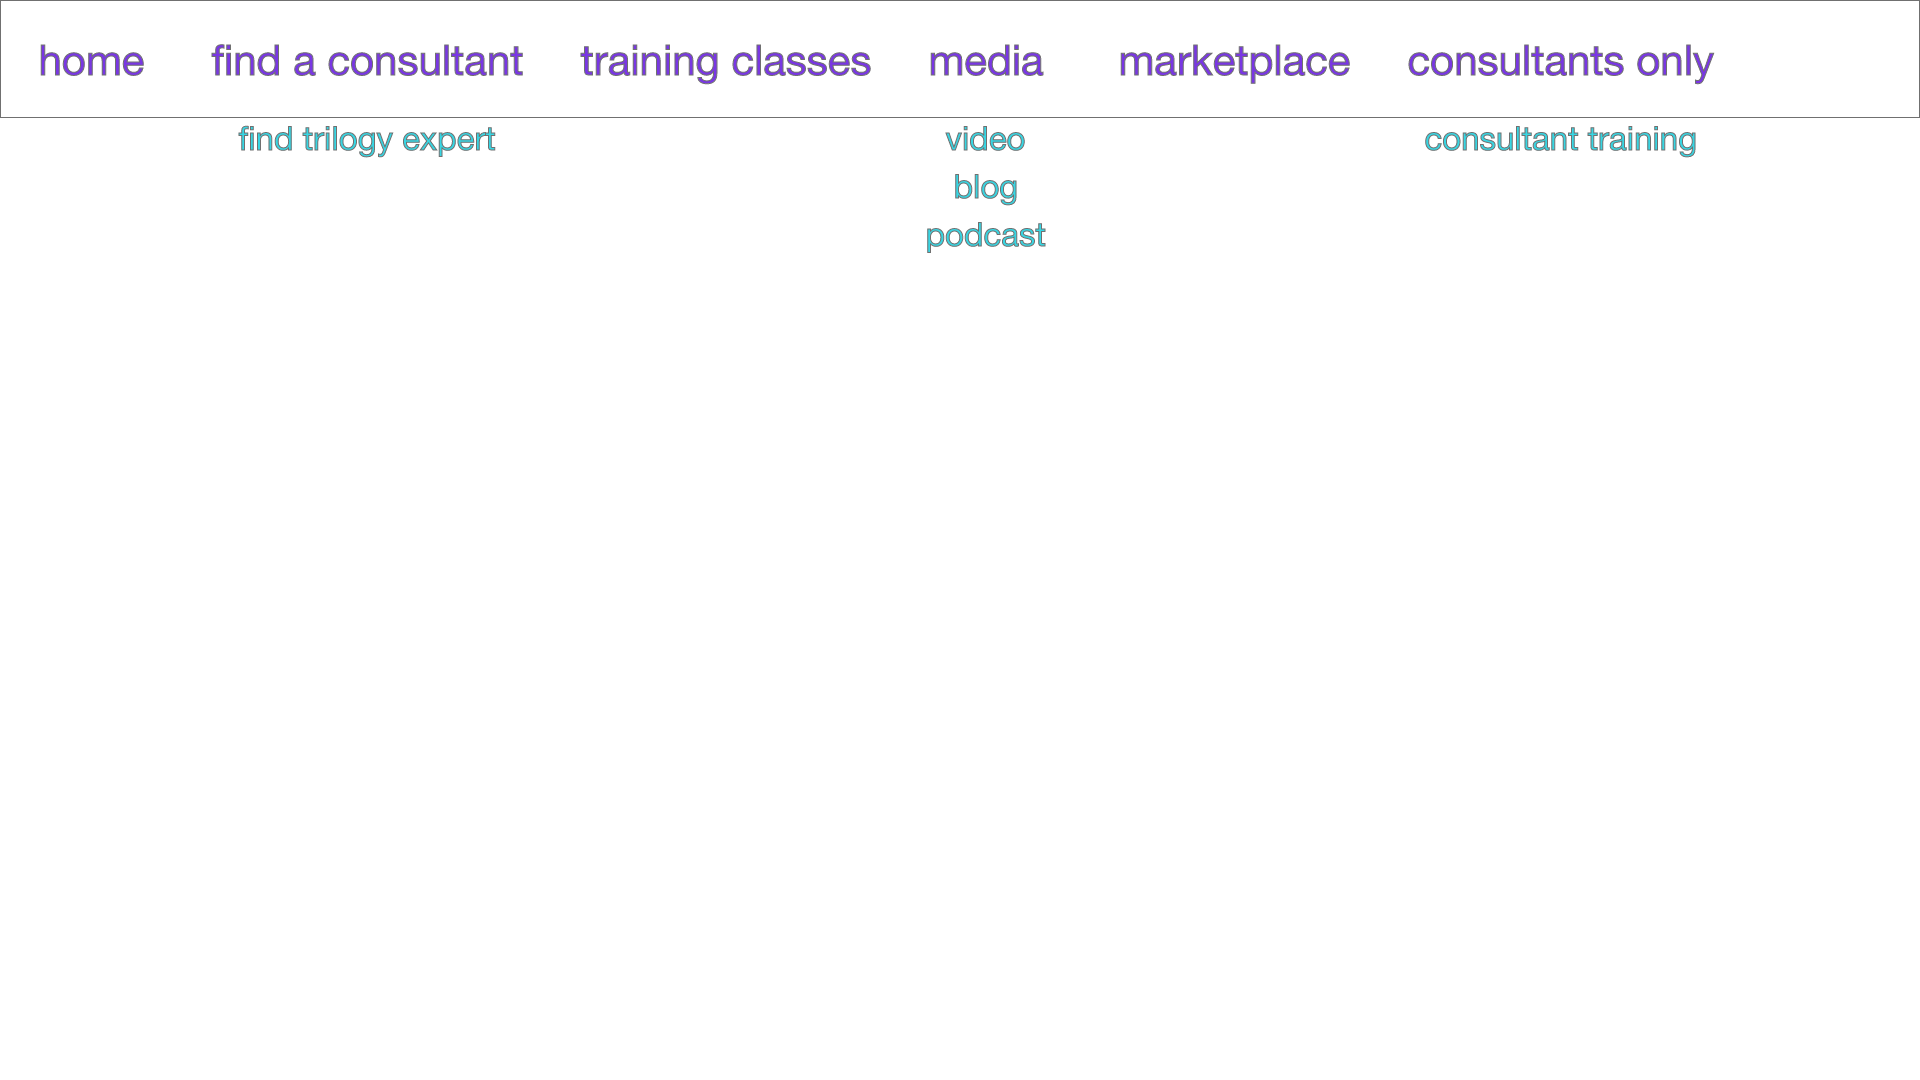 home find a consultant training classes media marketplace consultants only
find trilogy expert video consultant training
blog
podcast